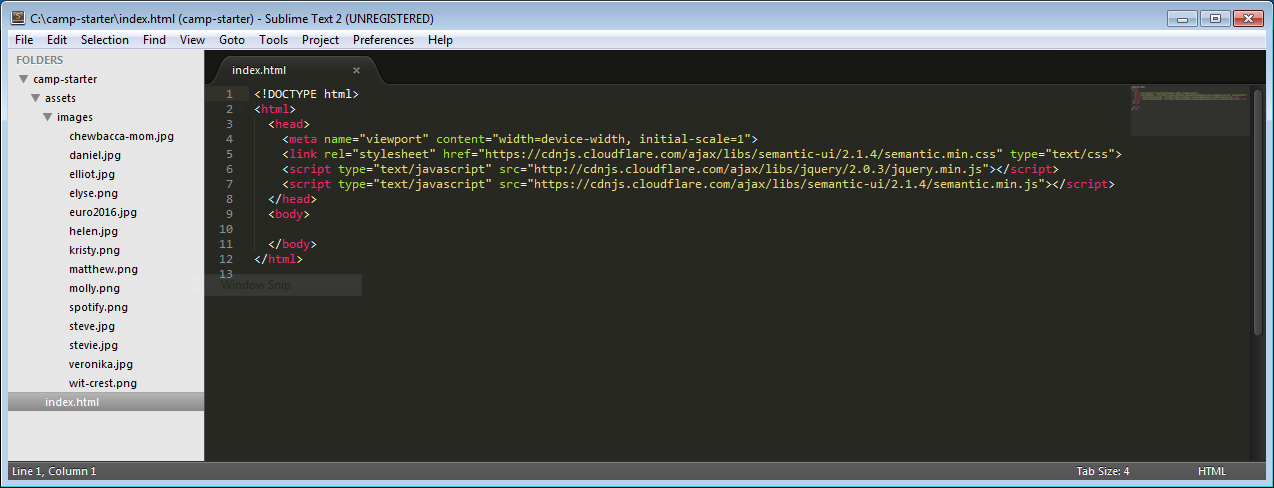 C:\camp-starter\index.html (camp-starter) - Sublime Text 2 (UNREGISTERED)
File Edit Selection Find View Goto Tools Project Preferences Help
FOLDERS
camp-starter
assets
images
chewbacca-mom.jpg
daniel.jpg
elliot.jpg
elyse.png
euro2016.jpg
helen.jpg
kristy.png
matthew.png
molly.png
spotify.png
steve.jpg
stevie.jpg
veronika.jpg
wit-crest.png
index.html
index.html ×
1 <!DOCTYPE html>
2 <html>
3 <head>
4 <meta name="viewport" content="width=device-width, initial-scale=1">
5 <link rel="stylesheet" href="https://cdnjs.cloudflare.com/ajax/libs/semantic-ui/2.1.4/semantic.min.css" type="text/css">
6 <script type="text/javascript" src="http://cdnjs.cloudflare.com/ajax/libs/jquery/2.0.3/jquery.min.js"></script>
7 <script type="text/javascript" src="https://cdnjs.cloudflare.com/ajax/libs/semantic-ui/2.1.4/semantic.min.js"></script>
8 </head>
9 <body>
10
11 </body>
12 </html>
13
Window Snip
Line 1, Column 1 Tab Size: 4 HTML